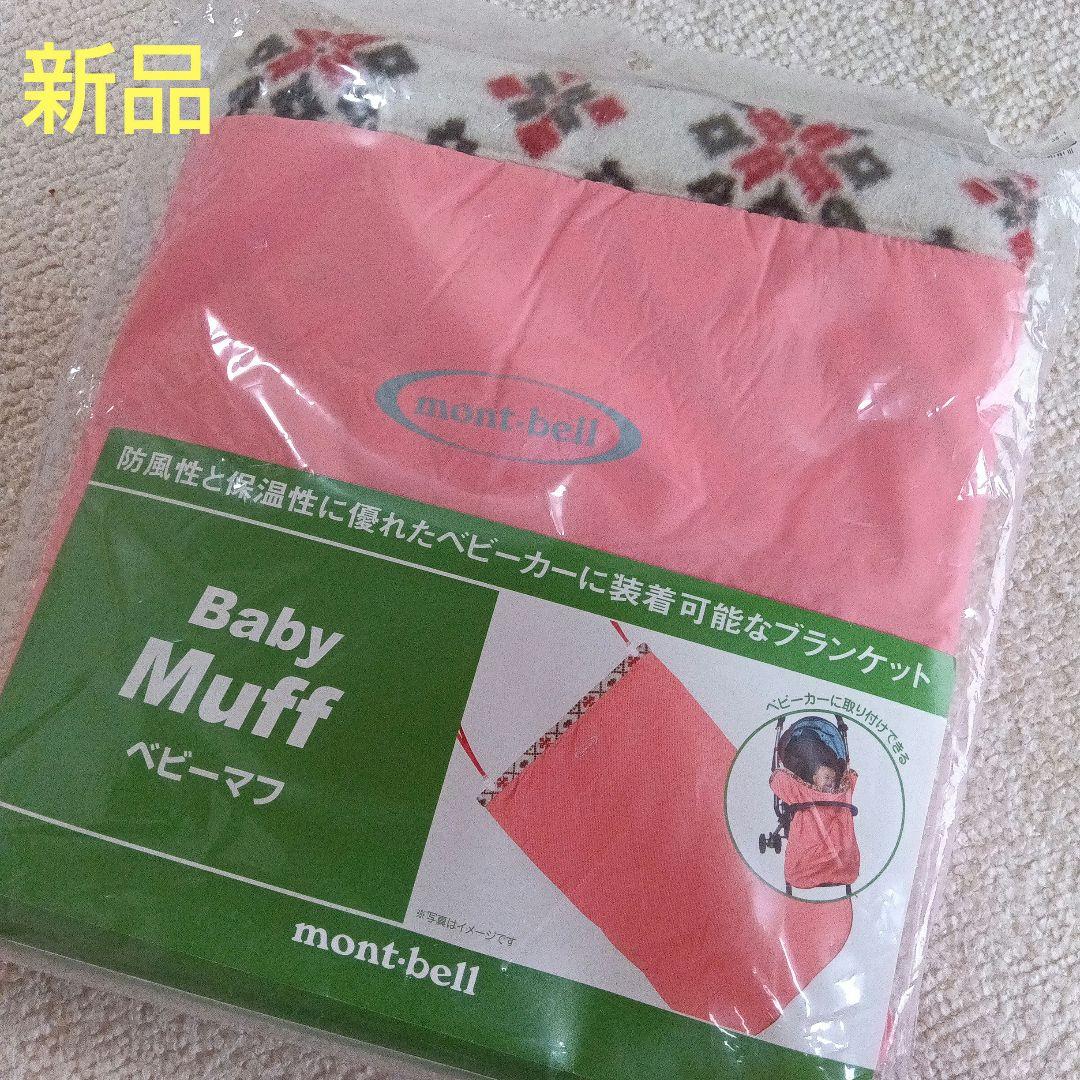 新品
mont-bell
防風性と保温性に優れたベビーカーに装着可能なブランケット
Baby
Muff
ベビーマフ
ベビーカーに取り付けできる
※写真はイメージです
mont-bell